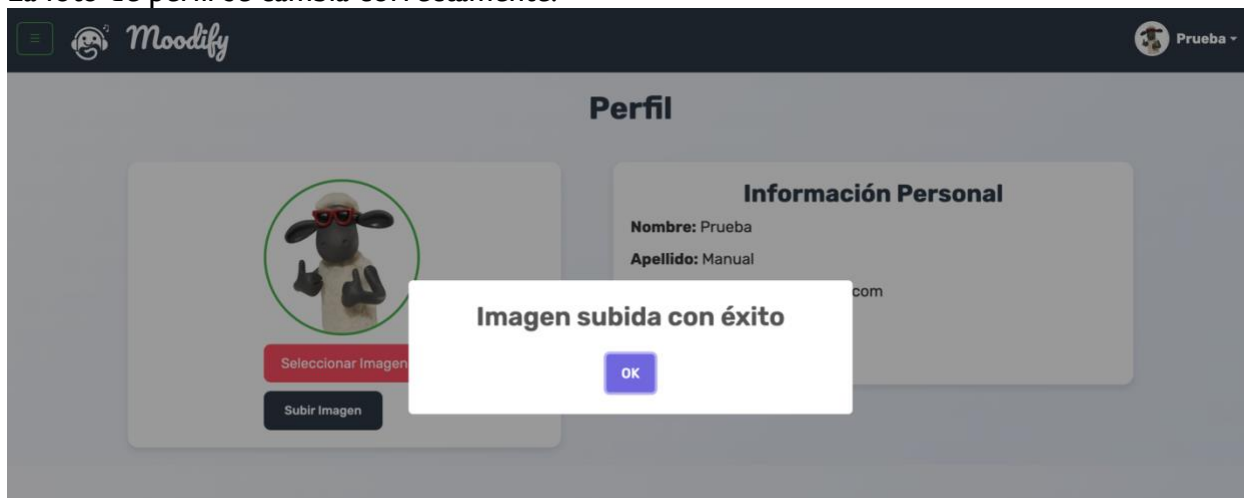 La foto de perfil se cambia correctamente.
Moodify
Prueba
Perfil
Información Personal
Nombre: Prueba
Apellido: Manual
com
Imagen subida con éxito
OK
Seleccionar Imagen
Subir Imagen